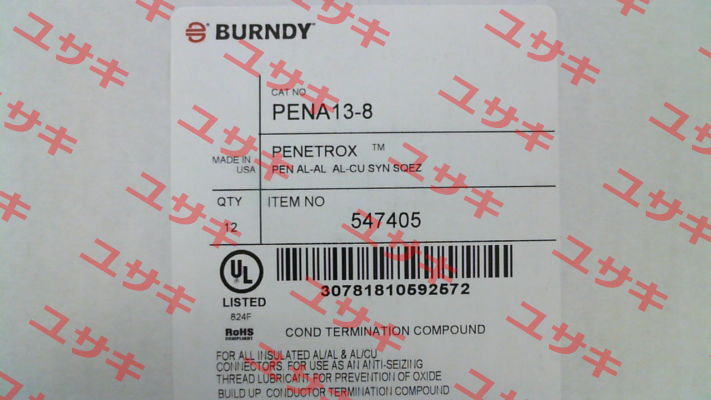 BURNDY
CAT NO
PENA13-8
MADE IN
USA
PENETROX ™
PEN AL-AL AL-CU SYN SQEZ
QTY
12
ITEM NO
547405
UL
LISTED
824F
RoHS
COMPLIANT
30781810592572
COND TERMINATION COMPOUND
FOR ALL INSULATED AL/AL & AL/CU
CONNECTORS. FOR USE AS AN ANTI-SEIZING
THREAD LUBRICANT FOR PREVENTION OF OXIDE
BUILD UP. CONDUCTOR TERMINATION COMPOUND
ユサキ